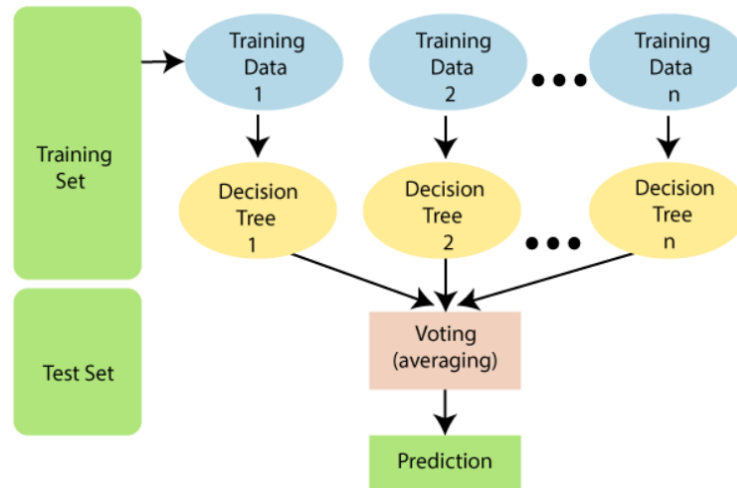 Training
Set
Test Set
Training
Data
1
Training
Data
2
Training
Data
n
Decision
Tree
1
Decision
Tree
2
Decision
Tree
n
Voting
(averaging)
Prediction